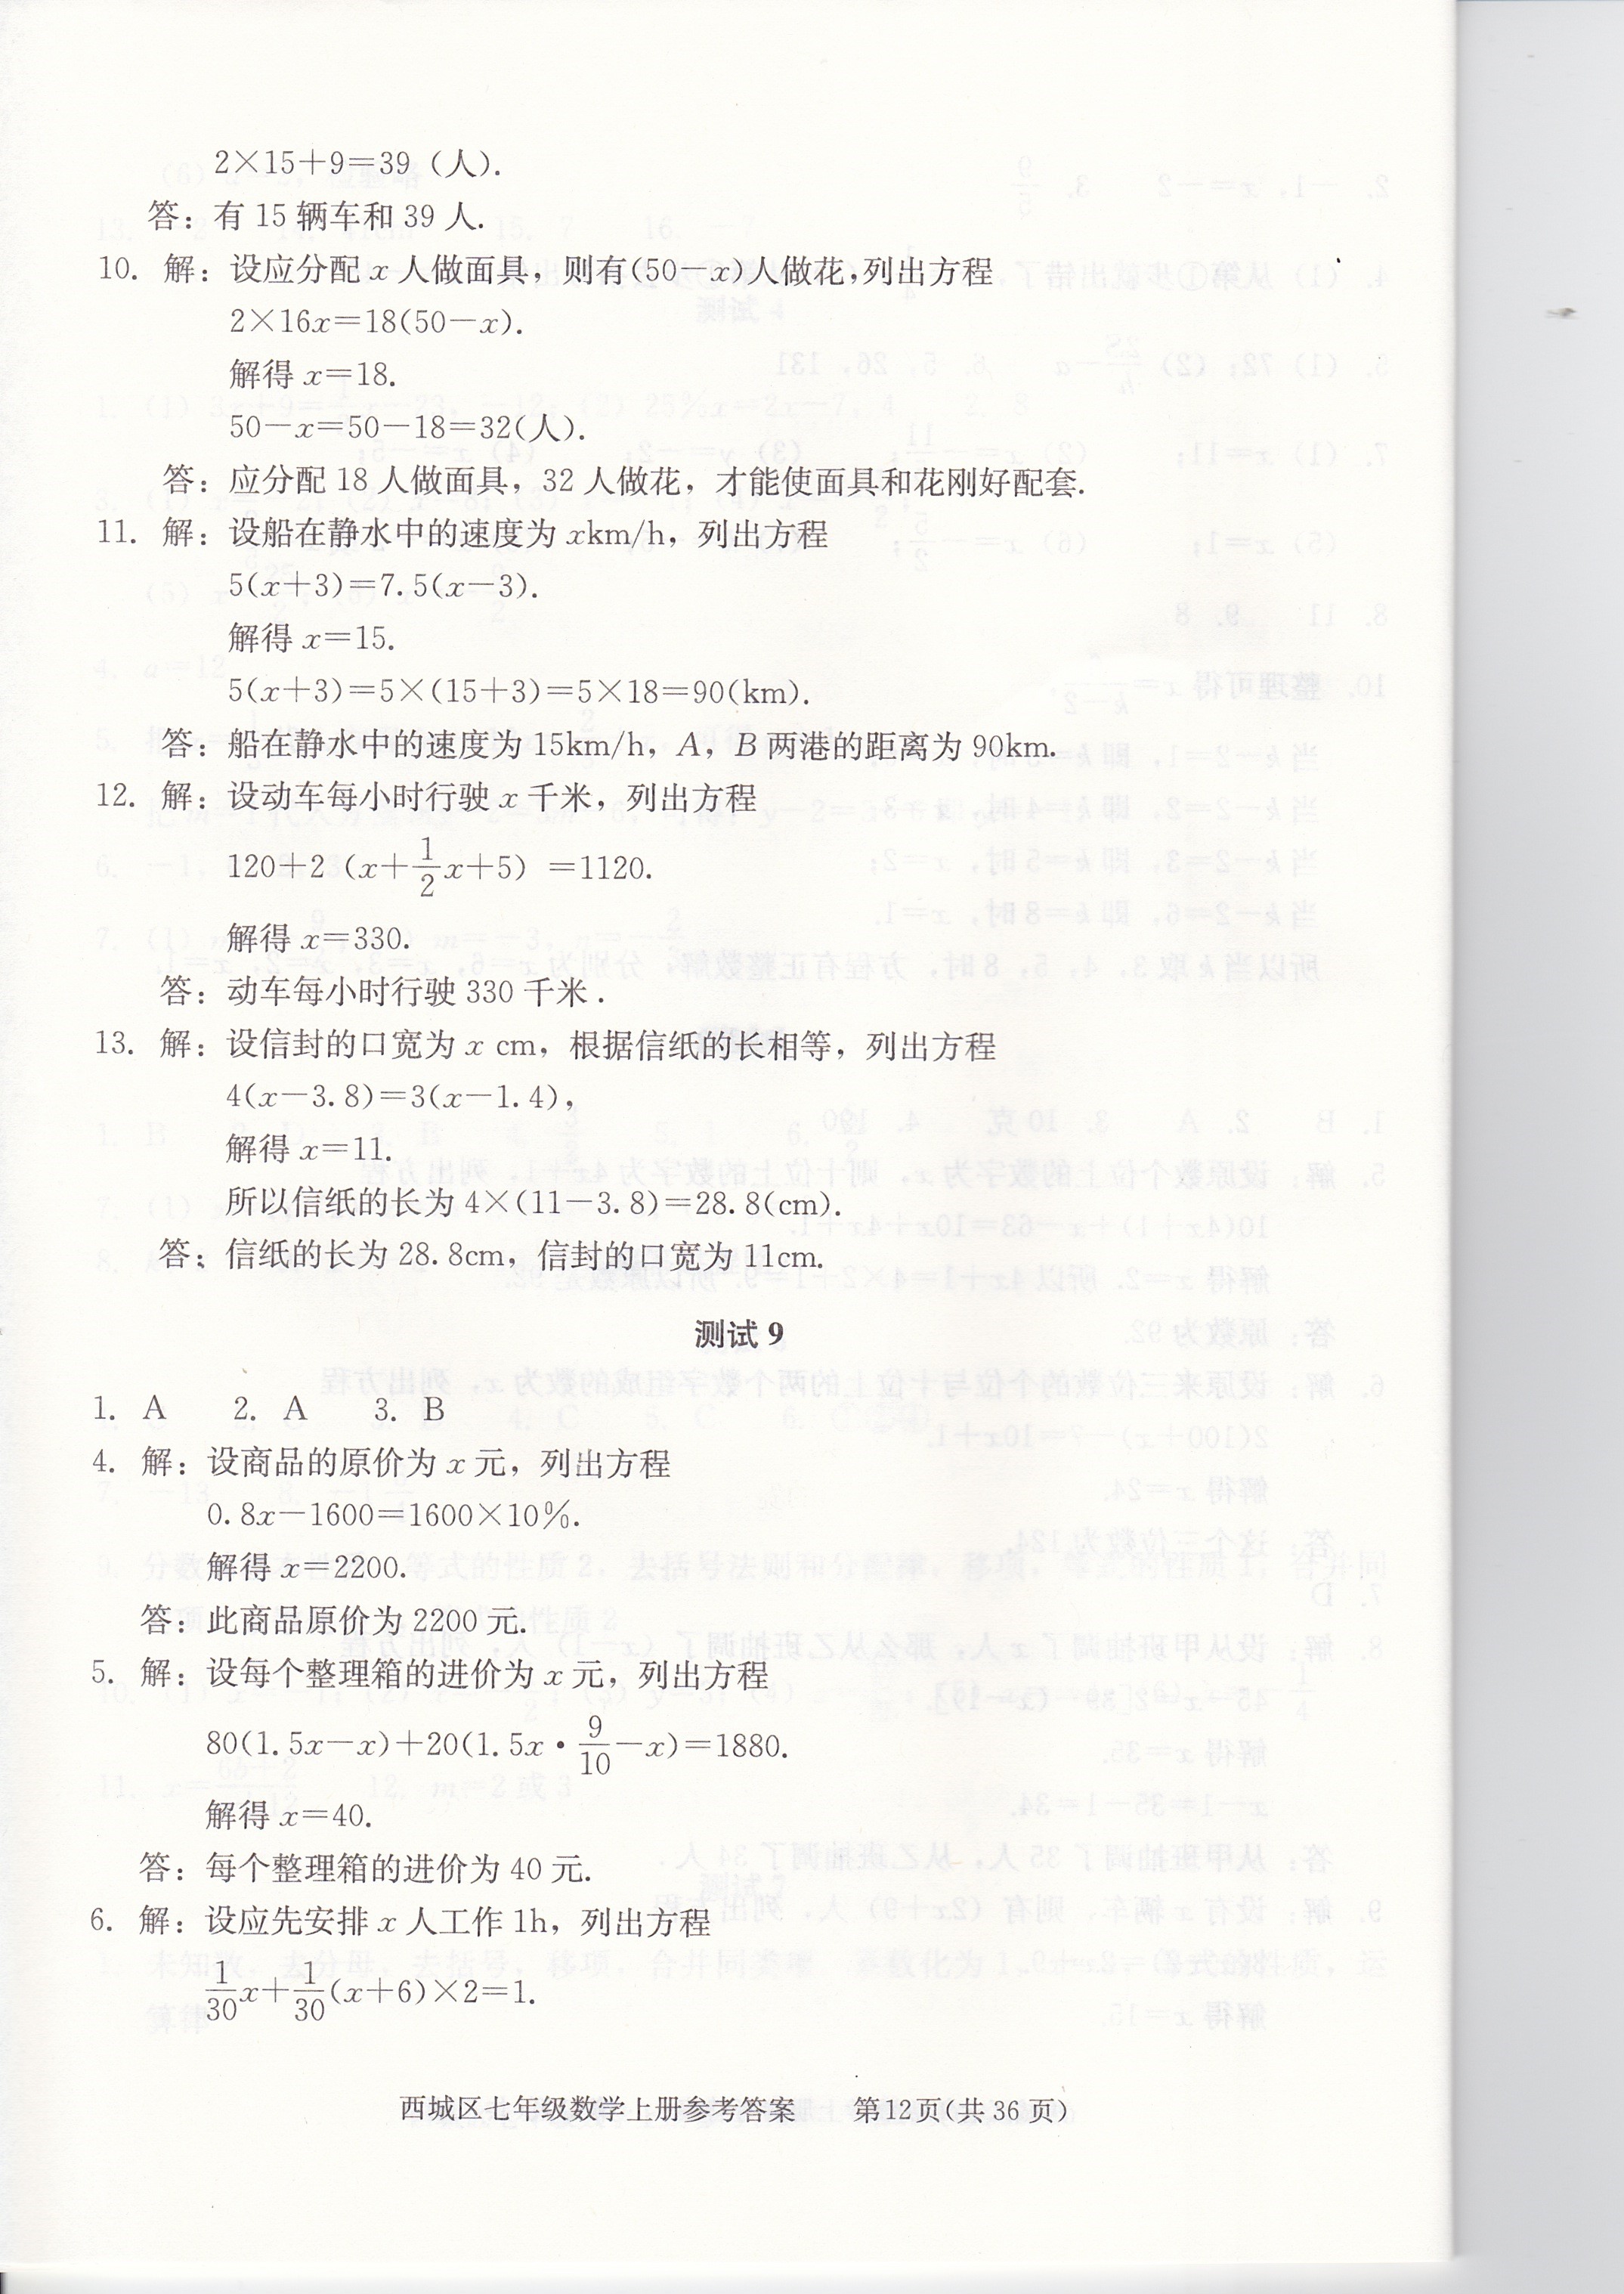 2×15+9=39（人）.
答：有 15 辆车和 39 人.
10. 解：设应分配 x 人做面具，则有(50-x)人做花,列出方程
2×16x=18(50-x).
解得 x=18.
50-x=50-18=32(人).
答：应分配 18 人做面具，32 人做花，才能使面具和花刚好配套.
11. 解：设船在静水中的速度为 xkm/h，列出方程
5(x+3)=7.5(x-3).
解得 x=15.
5(x+3)=5×(15+3)=5×18=90(km).
答：船在静水中的速度为 15km/h，A，B 两港的距离为 90km.
12. 解：设动车每小时行驶 x 千米，列出方程
120+2（x+1/2x+5）=1120.
解得 x=330.
答：动车每小时行驶 330 千米.
13. 解：设信封的口宽为 x cm，根据信纸的长相等，列出方程
4(x-3.8)=3(x-1.4),
解得 x=11.
所以信纸的长为 4×(11-3.8)=28.8(cm).
答：信纸的长为 28.8cm，信封的口宽为 11cm.
测试 9
1. A 2. A 3. B
4. 解：设商品的原价为 x 元，列出方程
0.8x-1600=1600×10%.
解得 x=2200.
答：此商品原价为 2200 元.
5. 解：设每个整理箱的进价为 x 元，列出方程
80(1.5x-x)+20(1.5x·9/10-x)=1880.
解得 x=40.
答：每个整理箱的进价为 40 元.
6. 解：设应先安排 x 人工作 1h，列出方程
1/30x+1/30(x+6)×2=1.
西城区七年级数学上册参考答案 第12页(共 36 页)